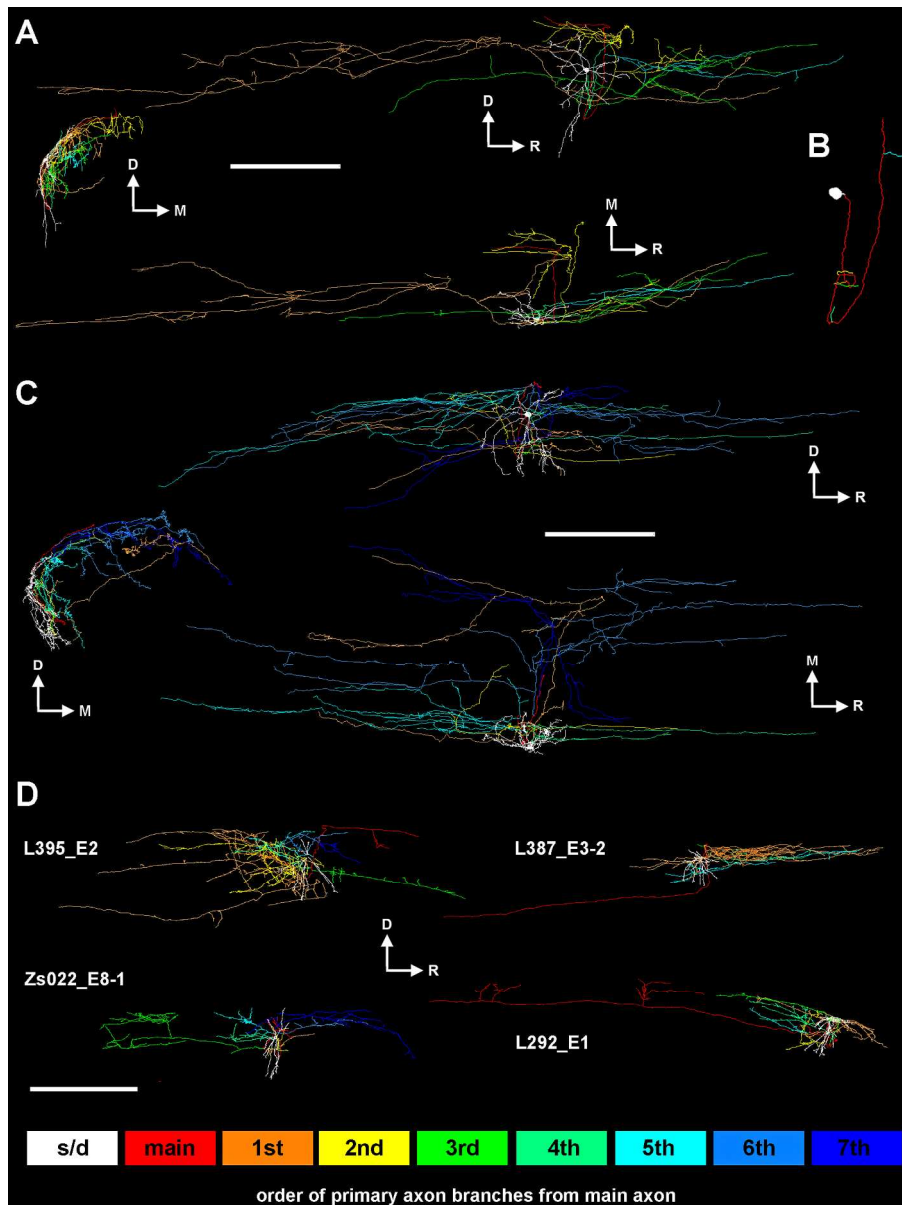 A
D
R
B
D
M
M
R
C
D
R
D
M
M
R
D
L395_E2
L387_E3-2
D
R
Zs022_E8-1
L292_E1
s/d main 1st 2nd 3rd 4th 5th 6th 7th
order of primary axon branches from main axon